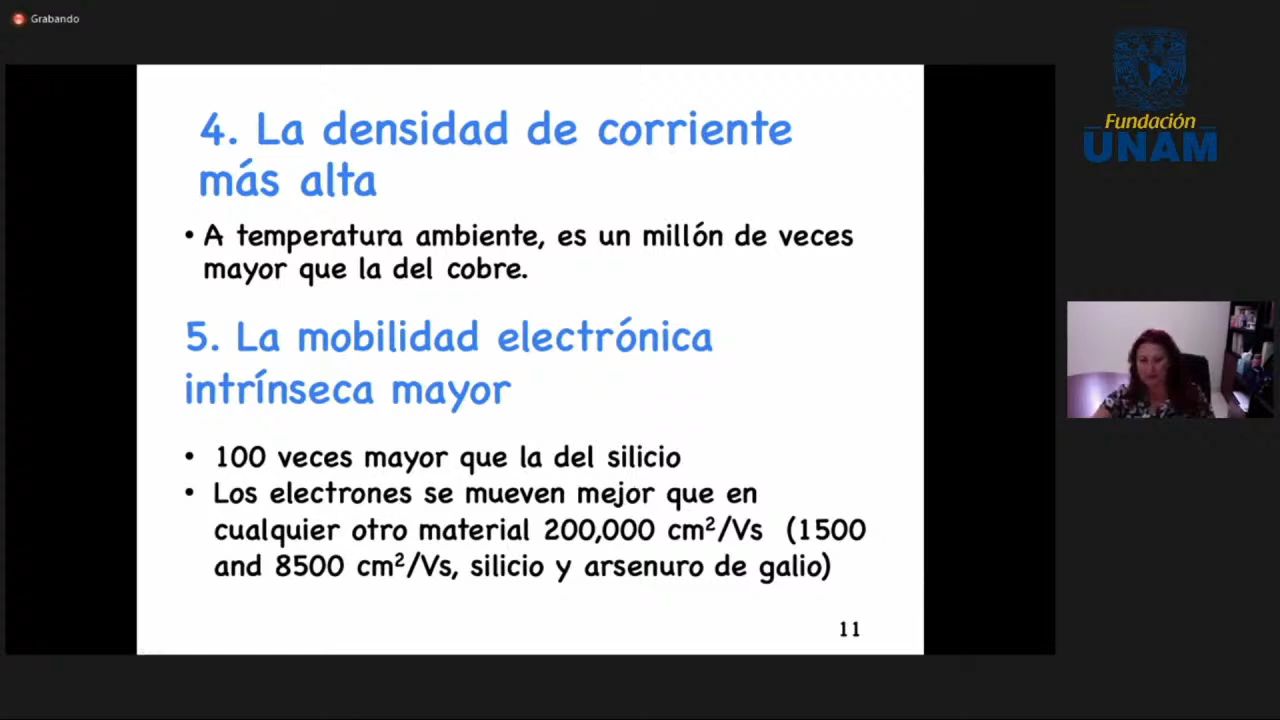 Grabando
Fundación
UNAM
4. La densidad de corriente
más alta
• A temperatura ambiente, es un millón de veces
mayor que la del cobre.
5. La mobilidad electrónica
intrínseca mayor
• 100 veces mayor que la del silicio
• Los electrones se mueven mejor que en
cualquier otro material 200,000 cm²/Vs (1500
and 8500 cm²/Vs, silicio y arsenuro de galio)
11